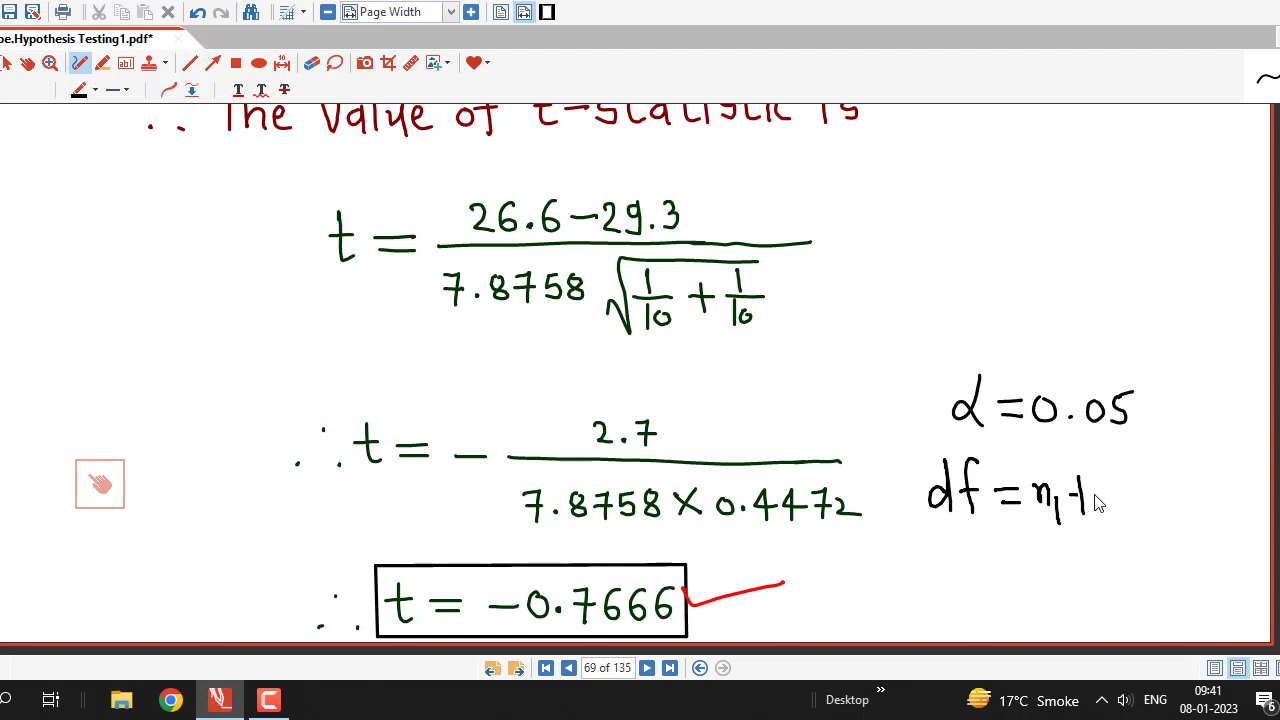 Page Width
pe.Hypothesis Testing1.pdf*
10
T T T
∴ The value of t-statistic is
t = 26.6-29.3 / 7.8758 √(1/10 + 1/10)
α = 0.05
∴ t = - 2.7 / 7.8758 × 0.4472
df = n₁+
∴ t = -0.7666
69 of 135
Desktop
»
17°C Smoke
ENG
09:41
08-01-2023
6